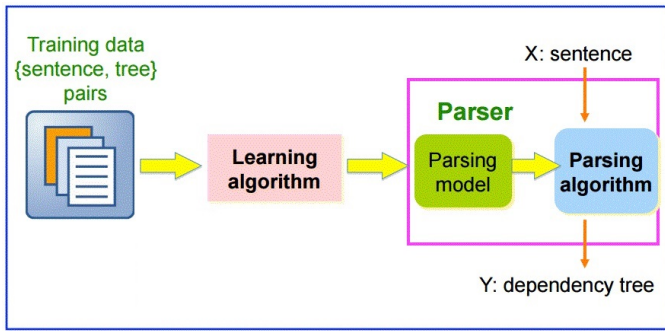 Training data
{sentence, tree}
pairs
Learning
algorithm
Parser
Parsing
model
X: sentence
Parsing
algorithm
Y: dependency tree